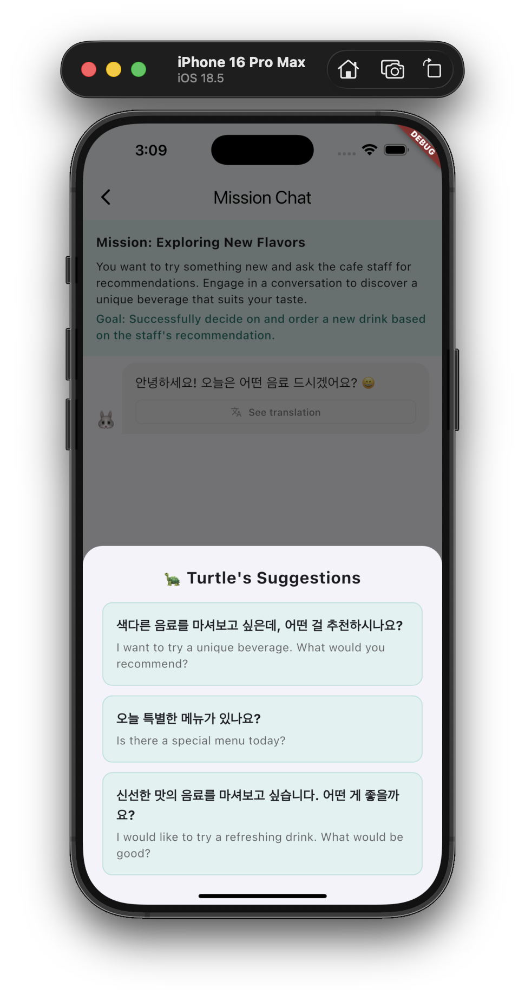 iPhone 16 Pro Max
iOS 18.5
3:09
DEBUG
Mission Chat
Mission: Exploring New Flavors
You want to try something new and ask the cafe staff for
recommendations. Engage in a conversation to discover a
unique beverage that suits your taste.
Goal: Successfully decide on and order a new drink based
on the staff's recommendation.
안녕하세요! 오늘은 어떤 음료 드시겠어요? 😄
See translation
🐢 Turtle's Suggestions
색다른 음료를 마셔보고 싶은데, 어떤 걸 추천하시나요?
I want to try a unique beverage. What would you
recommend?
오늘 특별한 메뉴가 있나요?
Is there a special menu today?
신선한 맛의 음료를 마셔보고 싶습니다. 어떤 게 좋을까
요?
I would like to try a refreshing drink. What would be
good?